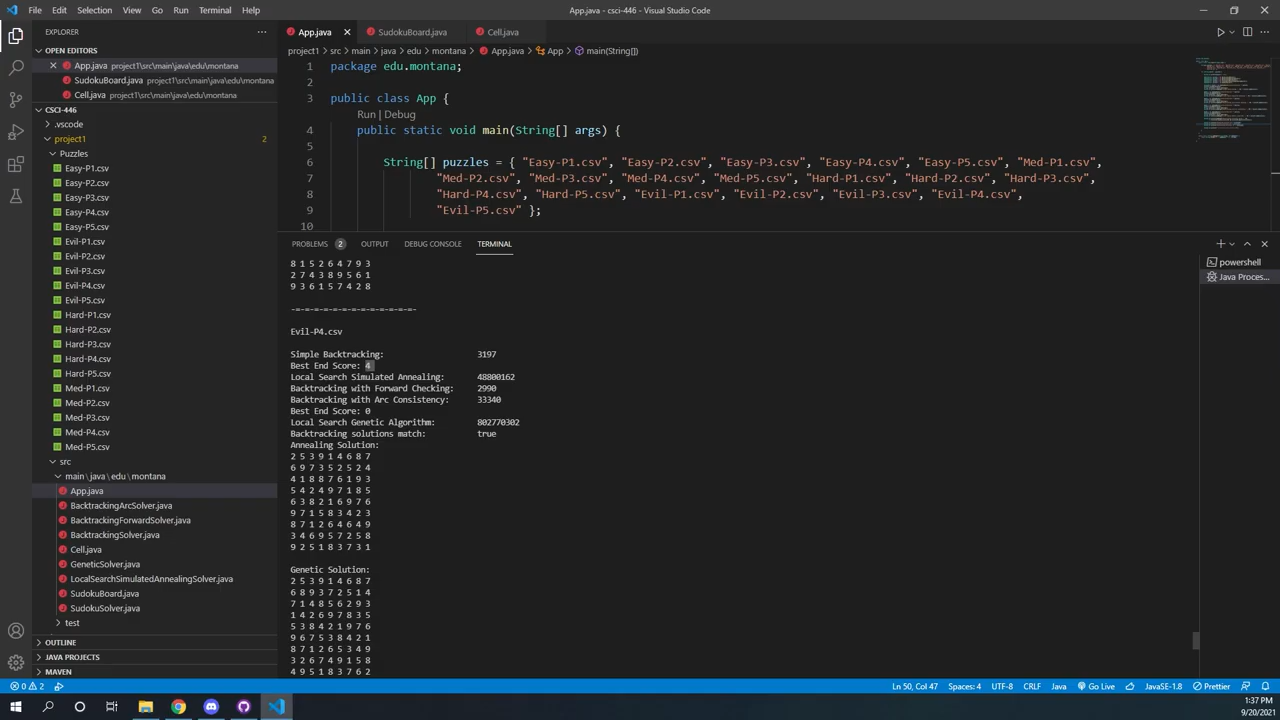 File Edit Selection View Go Run Terminal Help
App.java - csci-446 - Visual Studio Code
EXPLORER
OPEN EDITORS
App.java project1\src\main\java\edu\montana
SudokuBoard.java project1\src\main\java\edu\montana
Cell.java project1\src\main\java\edu\montana
CSCI-446
.vscode
project1 2
Puzzles
Easy-P1.csv
Easy-P2.csv
Easy-P3.csv
Easy-P4.csv
Easy-P5.csv
Evil-P1.csv
Evil-P2.csv
Evil-P3.csv
Evil-P4.csv
Evil-P5.csv
Hard-P1.csv
Hard-P2.csv
Hard-P3.csv
Hard-P4.csv
Hard-P5.csv
Med-P1.csv
Med-P2.csv
Med-P3.csv
Med-P4.csv
Med-P5.csv
src
main\java\edu\montana
App.java
BacktrackingArcSolver.java
BacktrackingForwardSolver.java
BacktrackingSolver.java
Cell.java
GeneticSolver.java
LocalSearchSimulatedAnnealingSolver.java
SudokuBoard.java
SudokuSolver.java
test
OUTLINE
JAVA PROJECTS
MAVEN
App.java SudokuBoard.java Cell.java
project1 > src > main > java > edu > montana > App.java > App > main(String[])
1 package edu.montana;
2
3 public class App {
Run | Debug
4 public static void main(String[] args) {
5
6 String[] puzzles = { "Easy-P1.csv", "Easy-P2.csv", "Easy-P3.csv", "Easy-P4.csv", "Easy-P5.csv", "Med-P1.csv",
7 "Med-P2.csv", "Med-P3.csv", "Med-P4.csv", "Med-P5.csv", "Hard-P1.csv", "Hard-P2.csv", "Hard-P3.csv",
8 "Hard-P4.csv", "Hard-P5.csv", "Evil-P1.csv", "Evil-P2.csv", "Evil-P3.csv", "Evil-P4.csv",
9 "Evil-P5.csv" };
10
PROBLEMS 2 OUTPUT DEBUG CONSOLE TERMINAL
powershell
Java Proces...
8 1 5 2 6 4 7 9 3
2 7 4 3 8 9 5 6 1
9 3 6 1 5 7 4 2 8
-=-=-=-=-=-=-=-=-=-=-=-=-
Evil-P4.csv
Simple Backtracking: 3197
Best End Score: 4
Local Search Simulated Annealing: 48800162
Backtracking with Forward Checking: 2990
Backtracking with Arc Consistency: 33340
Best End Score: 0
Local Search Genetic Algorithm: 802770302
Backtracking solutions match: true
Annealing Solution:
2 5 3 9 1 4 6 8 7
6 9 7 3 5 2 5 2 4
4 1 8 8 7 6 1 9 3
5 4 2 4 9 7 1 8 5
6 3 8 2 1 6 9 7 6
9 7 1 5 8 3 4 2 3
8 7 1 2 6 4 6 4 9
3 4 6 9 5 7 2 5 8
9 2 5 1 8 3 7 3 1
Genetic Solution:
2 5 3 9 1 4 6 8 7
6 8 9 3 7 2 5 1 4
7 1 4 8 5 6 2 9 3
1 4 2 6 9 7 8 3 5
5 3 8 4 2 1 9 7 6
9 6 7 5 3 8 4 2 1
8 7 1 2 6 5 3 4 9
3 2 6 7 4 9 1 5 8
4 9 5 1 8 3 7 6 2
0 2
Ln 50, Col 47 Spaces: 4 UTF-8 CRLF Java Go Live JavaSE-1.8 Prettier
1:37 PM
9/20/2021